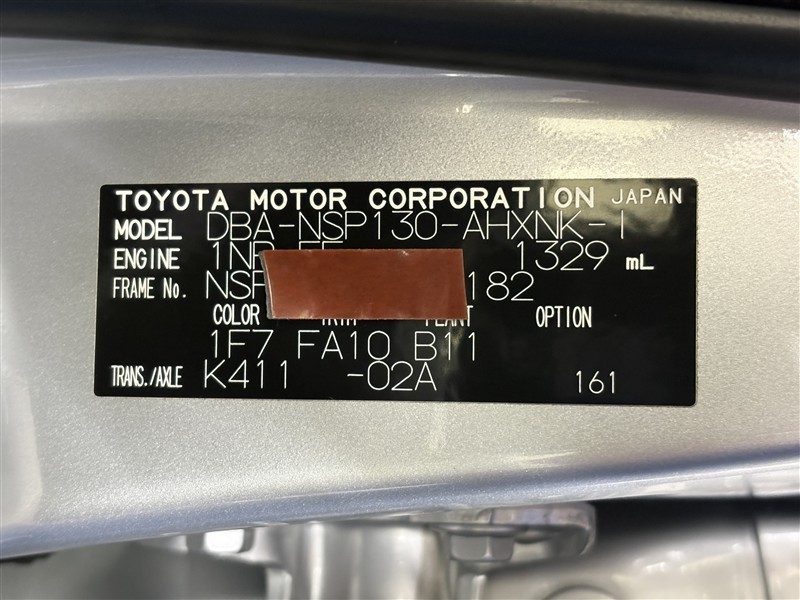 TOYOTA MOTOR CORPORATION JAPAN
MODEL DBA-NSP130-AHXNK-I
ENGINE 1329 mL
FRAME No. 182
COLOR OPTION
1F7 FA10 B11
TRANS./AXLE K411 -02A 161